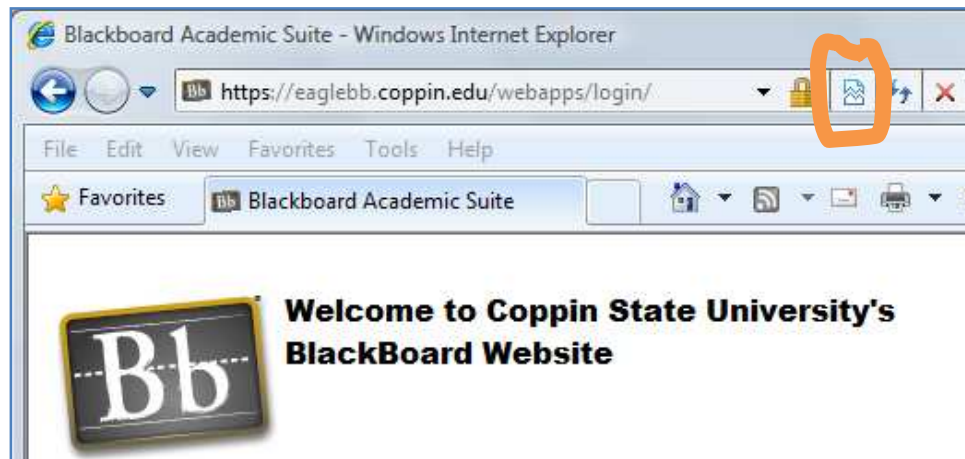 Blackboard Academic Suite - Windows Internet Explorer
https://eaglebb.coppin.edu/webapps/login/
File Edit View Favorites Tools Help
Favorites Blackboard Academic Suite
Bb
Welcome to Coppin State University's
BlackBoard Website